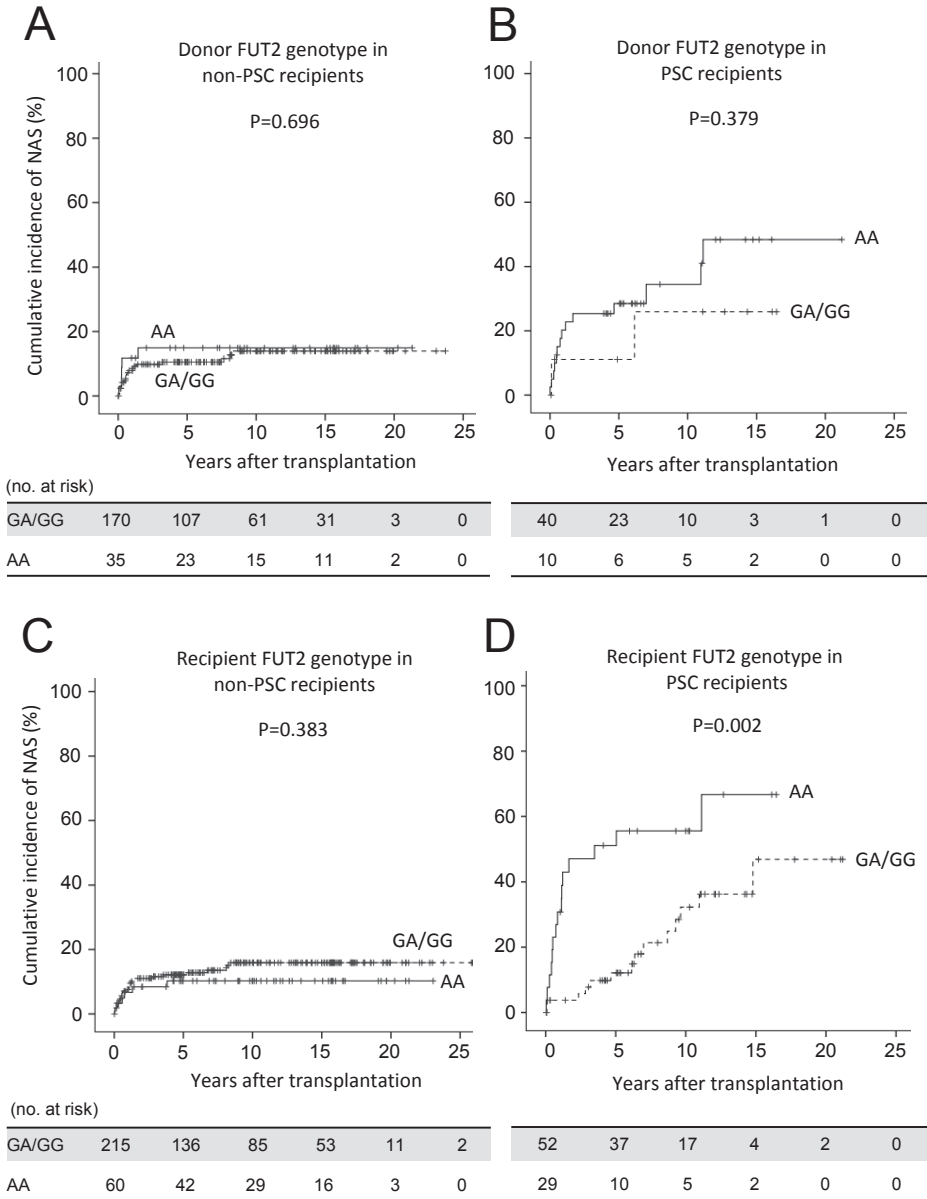 A
Donor FUT2 genotype in
non-PSC recipients
P=0.696
Cumulative incidence of NAS (%)
100
80
60
40
20
0
AA
GA/GG
0 5 10 15 20 25
Years after transplantation
B
Donor FUT2 genotype in
PSC recipients
P=0.379
100
80
60
40
20
0
AA
GA/GG
0 5 10 15 20 25
Years after transplantation
(no. at risk)
GA/GG 170 107 61 31 3 0 40 23 10 3 1 0
AA 35 23 15 11 2 0 10 6 5 2 0 0
C
Recipient FUT2 genotype in
non-PSC recipients
P=0.383
Cumulative incidence of NAS (%)
100
80
60
40
20
0
GA/GG
AA
0 5 10 15 20 25
Years after transplantation
D
Recipient FUT2 genotype in
PSC recipients
P=0.002
100
80
60
40
20
0
AA
GA/GG
0 5 10 15 20 25
Years after transplantation
(no. at risk)
GA/GG 215 136 85 53 11 2 52 37 17 4 2 0
AA 60 42 29 16 3 0 29 10 5 2 0 0